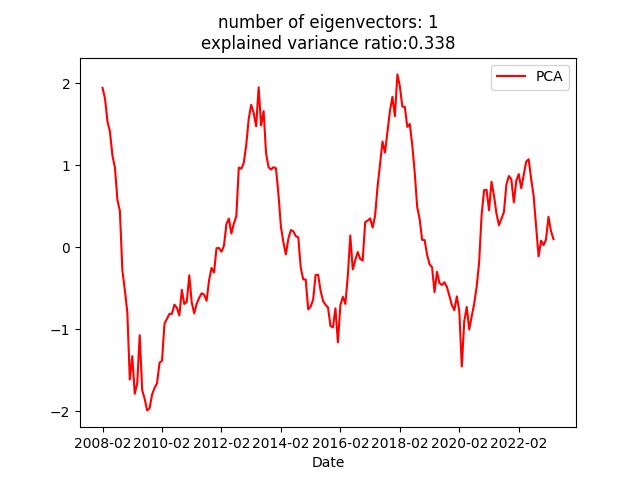 number of eigenvectors: 1
explained variance ratio:0.338
PCA
2
1
0
−1
−2
2008-02 2010-02 2012-02 2014-02 2016-02 2018-02 2020-02 2022-02
Date